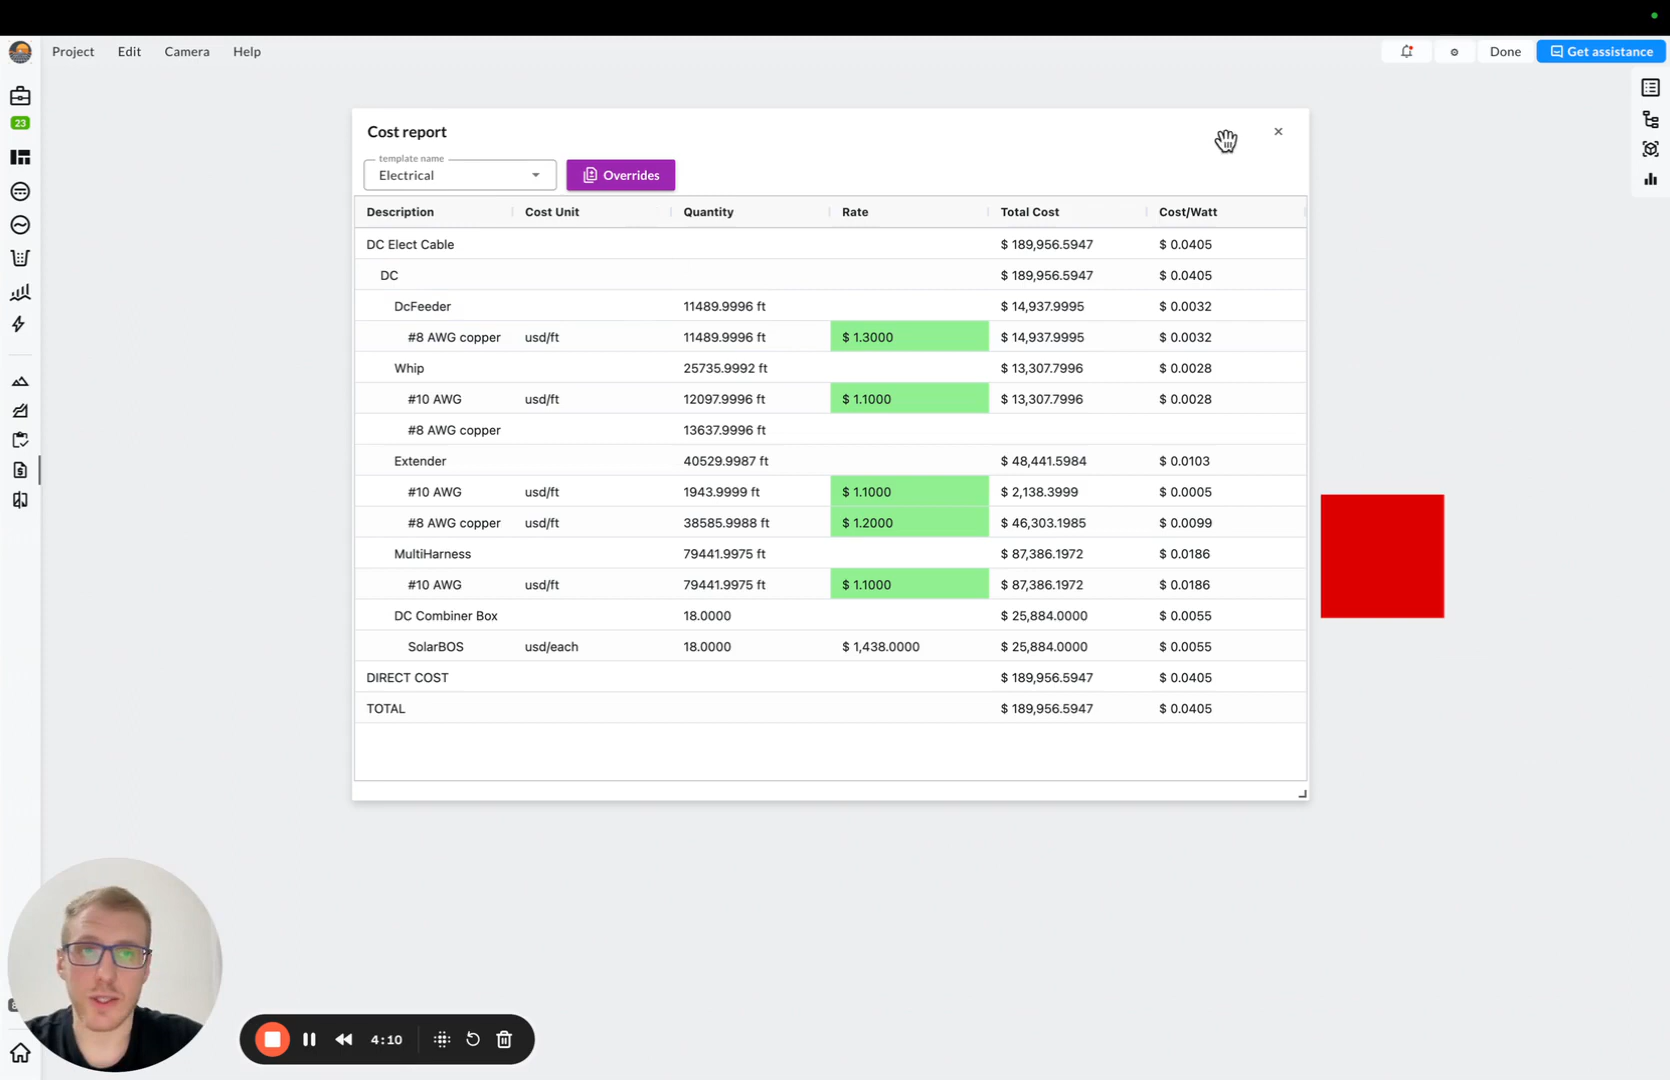 Project Edit Camera Help Done Get assistance
23
Cost report
template name
Electrical Overrides
Description Cost Unit Quantity Rate Total Cost Cost/Watt
DC Elect Cable $ 189,956.5947 $ 0.0405
DC $ 189,956.5947 $ 0.0405
DcFeeder 11489.9996 ft $ 14,937.9995 $ 0.0032
#8 AWG copper usd/ft 11489.9996 ft $ 1.3000 $ 14,937.9995 $ 0.0032
Whip 25735.9992 ft $ 13,307.7996 $ 0.0028
#10 AWG usd/ft 12097.9996 ft $ 1.1000 $ 13,307.7996 $ 0.0028
#8 AWG copper 13637.9996 ft
Extender 40529.9987 ft $ 48,441.5984 $ 0.0103
#10 AWG usd/ft 1943.9999 ft $ 1.1000 $ 2,138.3999 $ 0.0005
#8 AWG copper usd/ft 38585.9988 ft $ 1.2000 $ 46,303.1985 $ 0.0099
MultiHarness 79441.9975 ft $ 87,386.1972 $ 0.0186
#10 AWG usd/ft 79441.9975 ft $ 1.1000 $ 87,386.1972 $ 0.0186
DC Combiner Box 18.0000 $ 25,884.0000 $ 0.0055
SolarBOS usd/each 18.0000 $ 1,438.0000 $ 25,884.0000 $ 0.0055
DIRECT COST $ 189,956.5947 $ 0.0405
TOTAL $ 189,956.5947 $ 0.0405
4:10